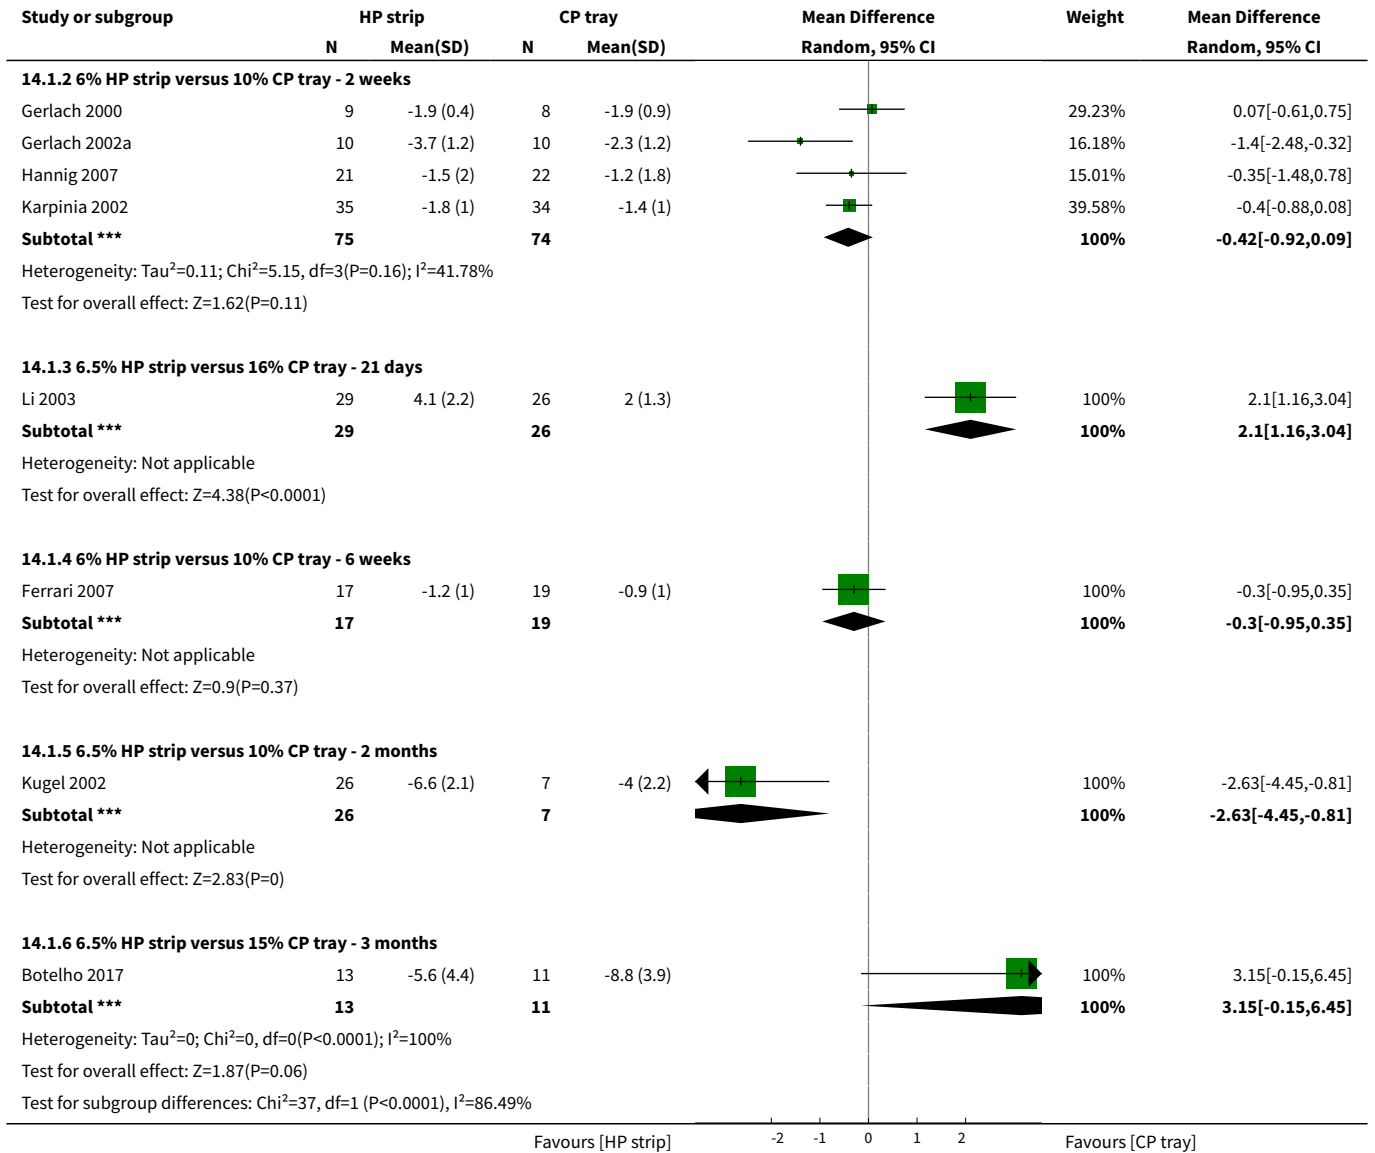 Study or subgroup HP strip CP tray Mean Difference Weight Mean Difference
N Mean(SD) N Mean(SD) Random, 95% CI Random, 95% CI
14.1.2 6% HP strip versus 10% CP tray - 2 weeks
Gerlach 2000 9 -1.9 (0.4) 8 -1.9 (0.9) 29.23% 0.07[-0.61,0.75]
Gerlach 2002a 10 -3.7 (1.2) 10 -2.3 (1.2) 16.18% -1.4[-2.48,-0.32]
Hannig 2007 21 -1.5 (2) 22 -1.2 (1.8) 15.01% -0.35[-1.48,0.78]
Karpinia 2002 35 -1.8 (1) 34 -1.4 (1) 39.58% -0.4[-0.88,0.08]
Subtotal *** 75 74 100% -0.42[-0.92,0.09]
Heterogeneity: Tau²=0.11; Chi²=5.15, df=3(P=0.16); I²=41.78%
Test for overall effect: Z=1.62(P=0.11)
14.1.3 6.5% HP strip versus 16% CP tray - 21 days
Li 2003 29 4.1 (2.2) 26 2 (1.3) 100% 2.1[1.16,3.04]
Subtotal *** 29 26 100% 2.1[1.16,3.04]
Heterogeneity: Not applicable
Test for overall effect: Z=4.38(P<0.0001)
14.1.4 6% HP strip versus 10% CP tray - 6 weeks
Ferrari 2007 17 -1.2 (1) 19 -0.9 (1) 100% -0.3[-0.95,0.35]
Subtotal *** 17 19 100% -0.3[-0.95,0.35]
Heterogeneity: Not applicable
Test for overall effect: Z=0.9(P=0.37)
14.1.5 6.5% HP strip versus 10% CP tray - 2 months
Kugel 2002 26 -6.6 (2.1) 7 -4 (2.2) 100% -2.63[-4.45,-0.81]
Subtotal *** 26 7 100% -2.63[-4.45,-0.81]
Heterogeneity: Not applicable
Test for overall effect: Z=2.83(P=0)
14.1.6 6.5% HP strip versus 15% CP tray - 3 months
Botelho 2017 13 -5.6 (4.4) 11 -8.8 (3.9) 100% 3.15[-0.15,6.45]
Subtotal *** 13 11 100% 3.15[-0.15,6.45]
Heterogeneity: Tau²=0; Chi²=0, df=0(P<0.0001); I²=100%
Test for overall effect: Z=1.87(P=0.06)
Test for subgroup differences: Chi²=37, df=1 (P<0.0001), I²=86.49%
Favours [HP strip] -2 -1 0 1 2 Favours [CP tray]